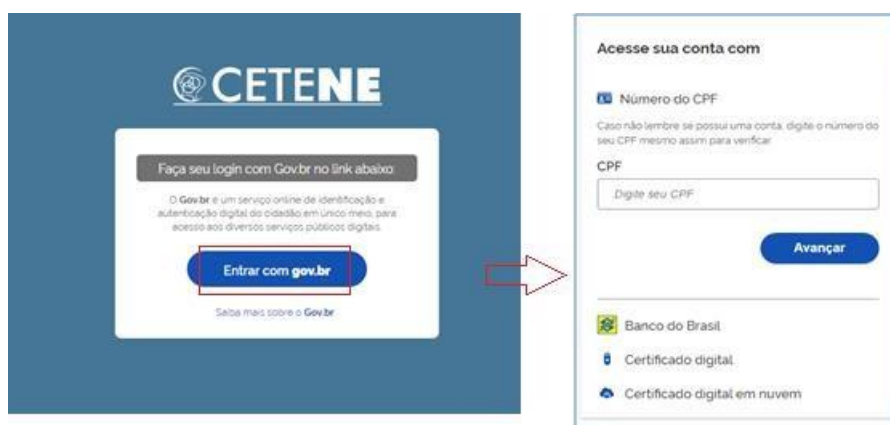 CETENE
Faça seu login com Gov.br no link abaixo:
O Gov.br é um serviço online de identificação e
autenticação digital do cidadão em único meio, para
acesso aos diversos serviços públicos digitais.
Entrar com gov.br
Saiba mais sobre o Gov.br
Acesse sua conta com
Número do CPF
Caso não lembre se possui uma conta, digite o número do
seu CPF mesmo assim para verificar.
CPF
Digite seu CPF
Avançar
Banco do Brasil
Certificado digital
Certificado digital em nuvem